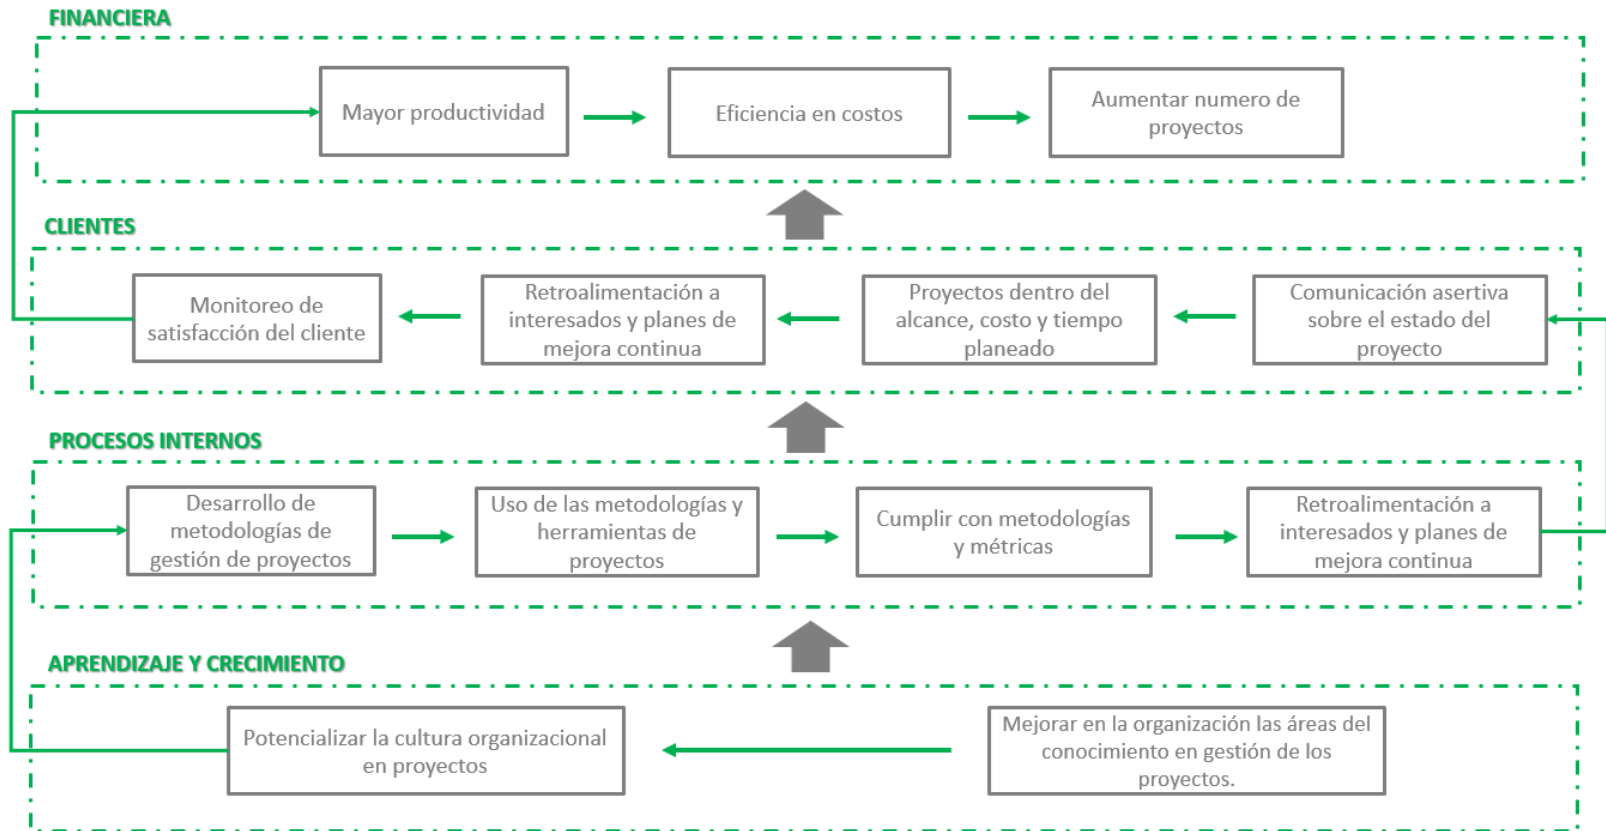 FINANCIERA
Mayor productividad
Eficiencia en costos
Aumentar numero de
proyectos
CLIENTES
Monitoreo de
satisfacción del cliente
Retroalimentación a
interesados y planes de
mejora continua
Proyectos dentro del
alcance, costo y tiempo
planeado
Comunicación asertiva
sobre el estado del
proyecto
PROCESOS INTERNOS
Desarrollo de
metodologías de
gestión de proyectos
Uso de las metodologías y
herramientas de
proyectos
Cumplir con metodologías
y métricas
Retroalimentación a
interesados y planes de
mejora continua
APRENDIZAJE Y CRECIMIENTO
Potencializar la cultura organizacional
en proyectos
Mejorar en la organización las áreas del
conocimiento en gestión de los
proyectos.